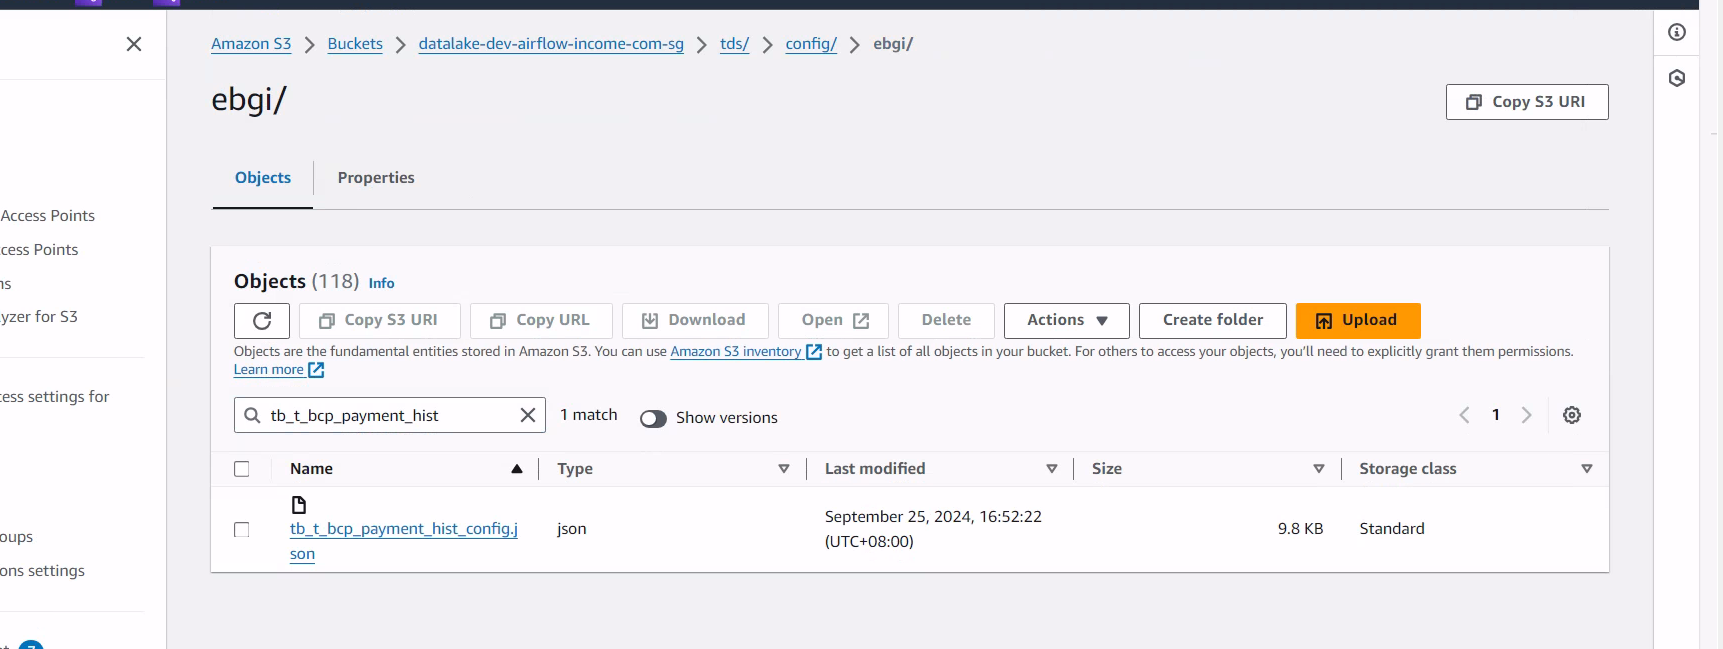 Amazon S3 > Buckets > datalake-dev-airflow-income-com-sg > tds/ > config/ > ebgi/
ebgi/
Copy S3 URI
Objects
Properties
Access Points
cess Points
ns
yzer for S3
cess settings for
oups
ons settings
7
Objects (118) Info
Copy S3 URI
Copy URL
Download
Open
Delete
Actions
Create folder
Upload
Objects are the fundamental entities stored in Amazon S3. You can use Amazon S3 inventory to get a list of all objects in your bucket. For others to access your objects, you'll need to explicitly grant them permissions.
Learn more
tb_t_bcp_payment_hist
1 match
Show versions
1
Name
Type
Last modified
Size
Storage class
tb_t_bcp_payment_hist_config.j
son
json
September 25, 2024, 16:52:22
(UTC+08:00)
9.8 KB
Standard